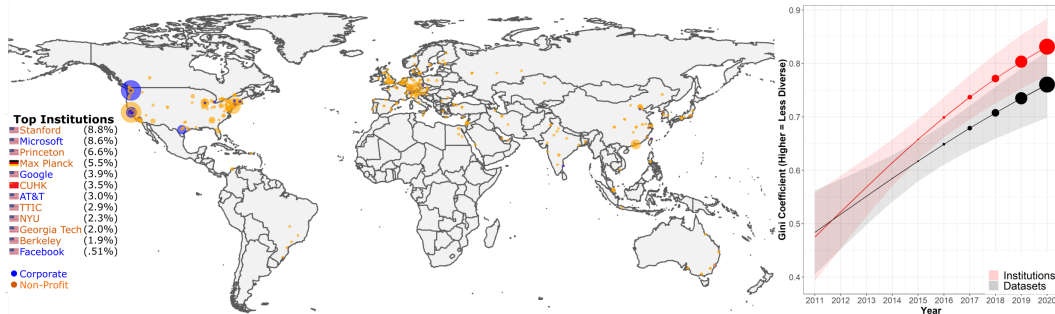 Top Institutions
Stanford (8.8%)
Microsoft (8.6%)
Princeton (6.6%)
Max Planck (5.5%)
Google (3.9%)
CUHK (3.5%)
AT&T (3.0%)
TTIC (2.9%)
NYU (2.3%)
Georgia Tech (2.0%)
Berkeley (1.9%)
Facebook (.51%)
Corporate
Non-Profit
Gini Coefficient (Higher = Less Diverse)
0.9
0.8
0.7
0.6
0.5
0.4
Institutions
Datasets
2011 2012 2013 2014 2015 2016 2017 2018 2019 2020
Year